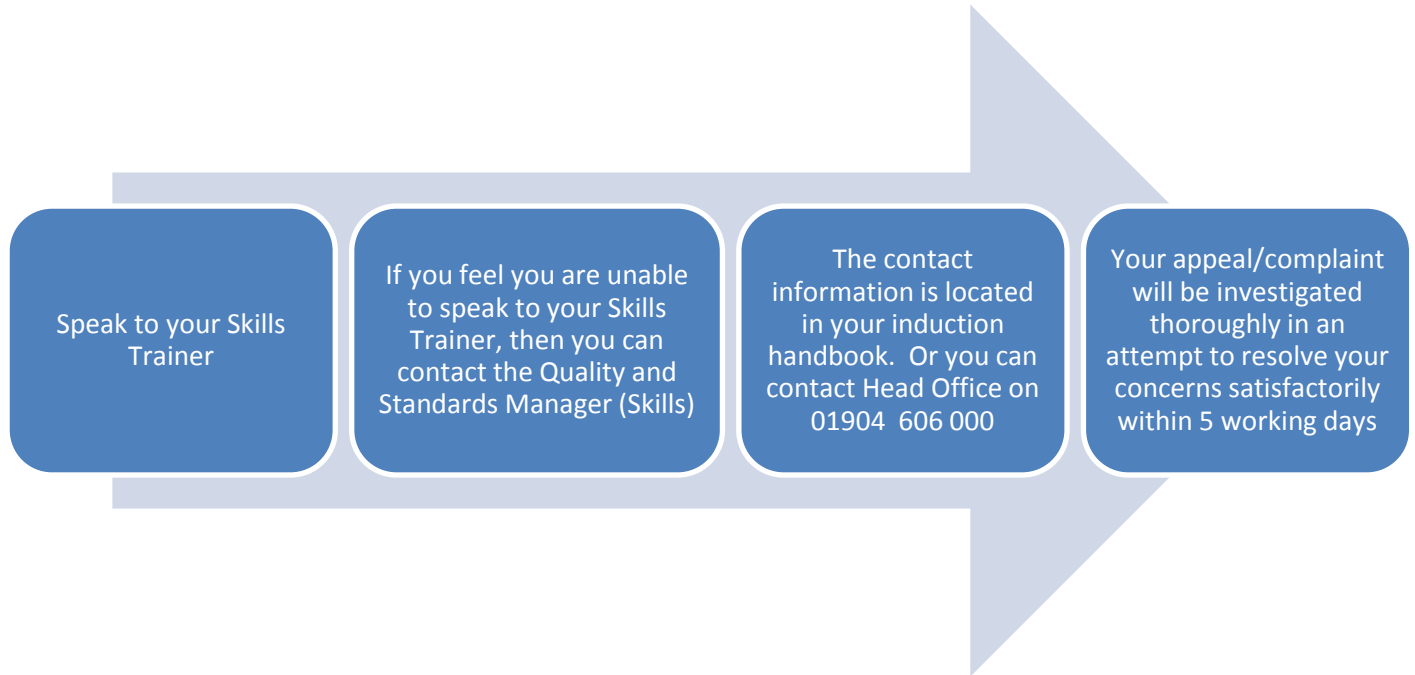 Speak to your Skills
Trainer
If you feel you are unable
to speak to your Skills
Trainer, then you can
contact the Quality and
Standards Manager (Skills)
The contact
information is located
in your induction
handbook.  Or you can
contact Head Office on
01904  606 000
Your appeal/complaint
will be investigated
thoroughly in an
attempt to resolve your
concerns satisfactorily
within 5 working days